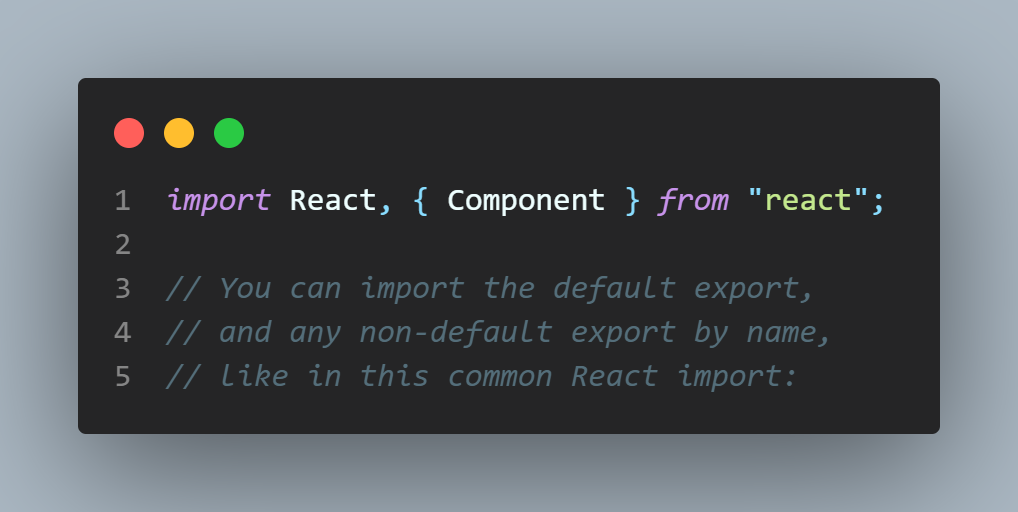 1 import React, { Component } from "react";
2
3 // You can import the default export,
4 // and any non-default export by name,
5 // like in this common React import: